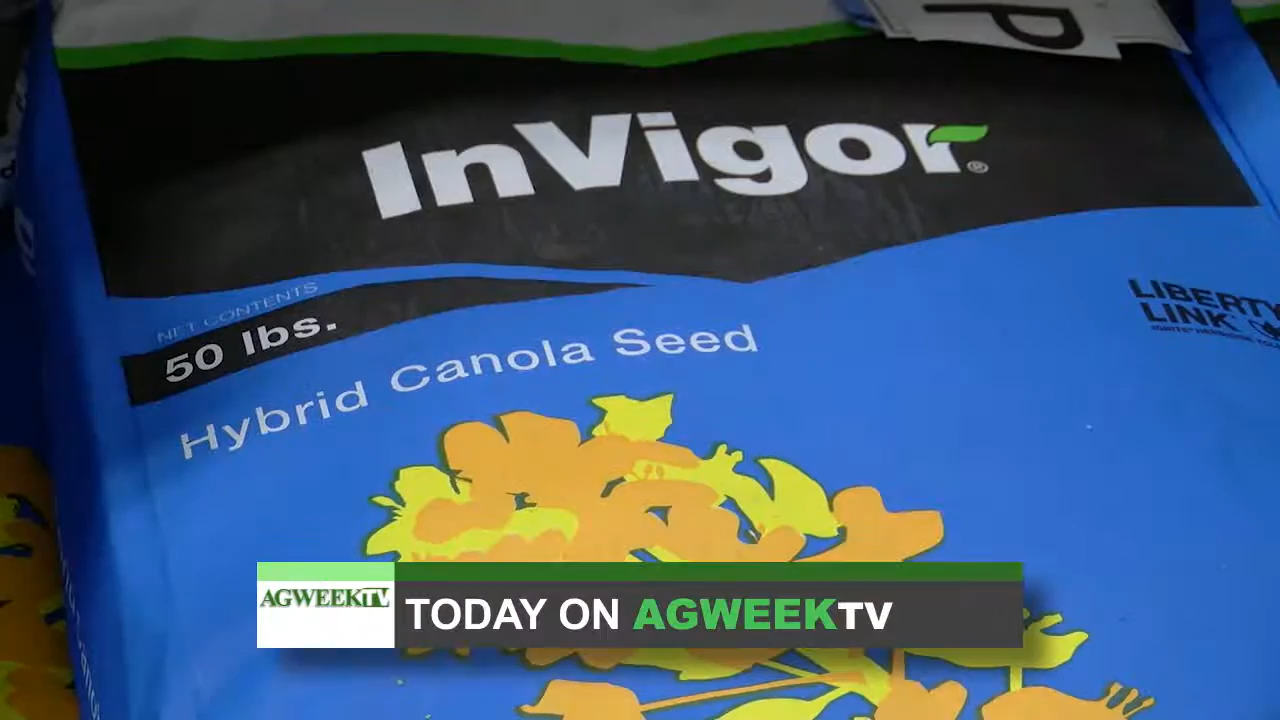 P
InVigor®
NET CONTENTS
50 lbs.
Hybrid Canola Seed
LIBERTY
LINK
AGWEEKTV
TODAY ON AGWEEKTV